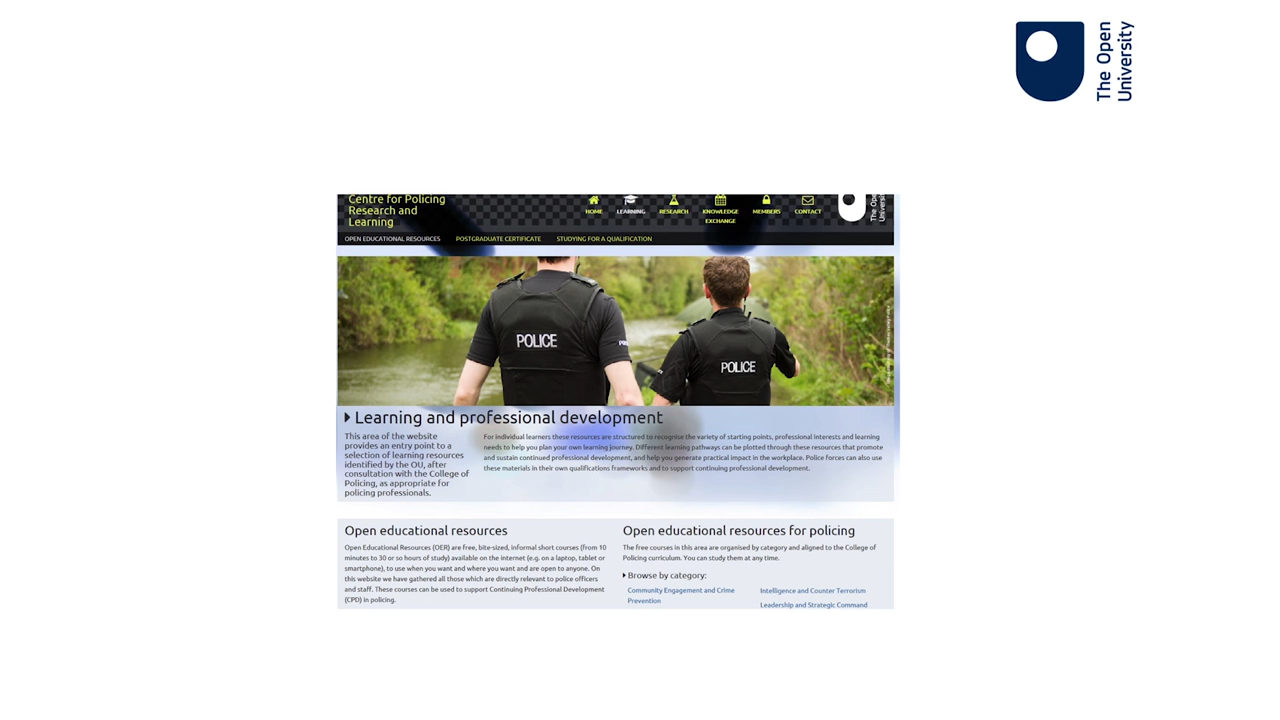 The Open
University
Centre for Policing
Research and
Learning
HOME
LEARNING
RESEARCH
KNOWLEDGE
EXCHANGE
MEMBERS
CONTACT
The Ope
Univers
OPEN EDUCATIONAL RESOURCES
POSTGRADUATE CERTIFICATE
STUDYING FOR A QUALIFICATION
POLICE
POLICE
Learning and professional development
This area of the website
provides an entry point to a
selection of learning resources
identified by the OU, after
consultation with the College of
Policing, as appropriate for
policing professionals.
For individual learners these resources are structured to recognise the variety of starting points, professional interests and learning
needs to help you plan your own learning journey. Different learning pathways can be plotted through these resources that promote
and sustain continued professional development, and help you generate practical impact in the workplace. Police forces can also use
these materials in their own qualifications frameworks and to support continuing professional development.
Open educational resources
Open Educational Resources (OER) are free, bite-sized, informal short courses (from 10
minutes to 30 or so hours of study) available on the internet (e.g. on a laptop, tablet or
smartphone), to use when you want and where you want and are open to anyone. On
this website we have gathered all those which are directly relevant to police officers
and staff. These courses can be used to support Continuing Professional Development
(CPD) in policing.
Open educational resources for policing
The free courses in this area are organised by category and aligned to the College of
Policing curriculum. You can study them at any time.
Browse by category:
Community Engagement and Crime
Prevention
Intelligence and Counter Terrorism
Leadership and Strategic Command